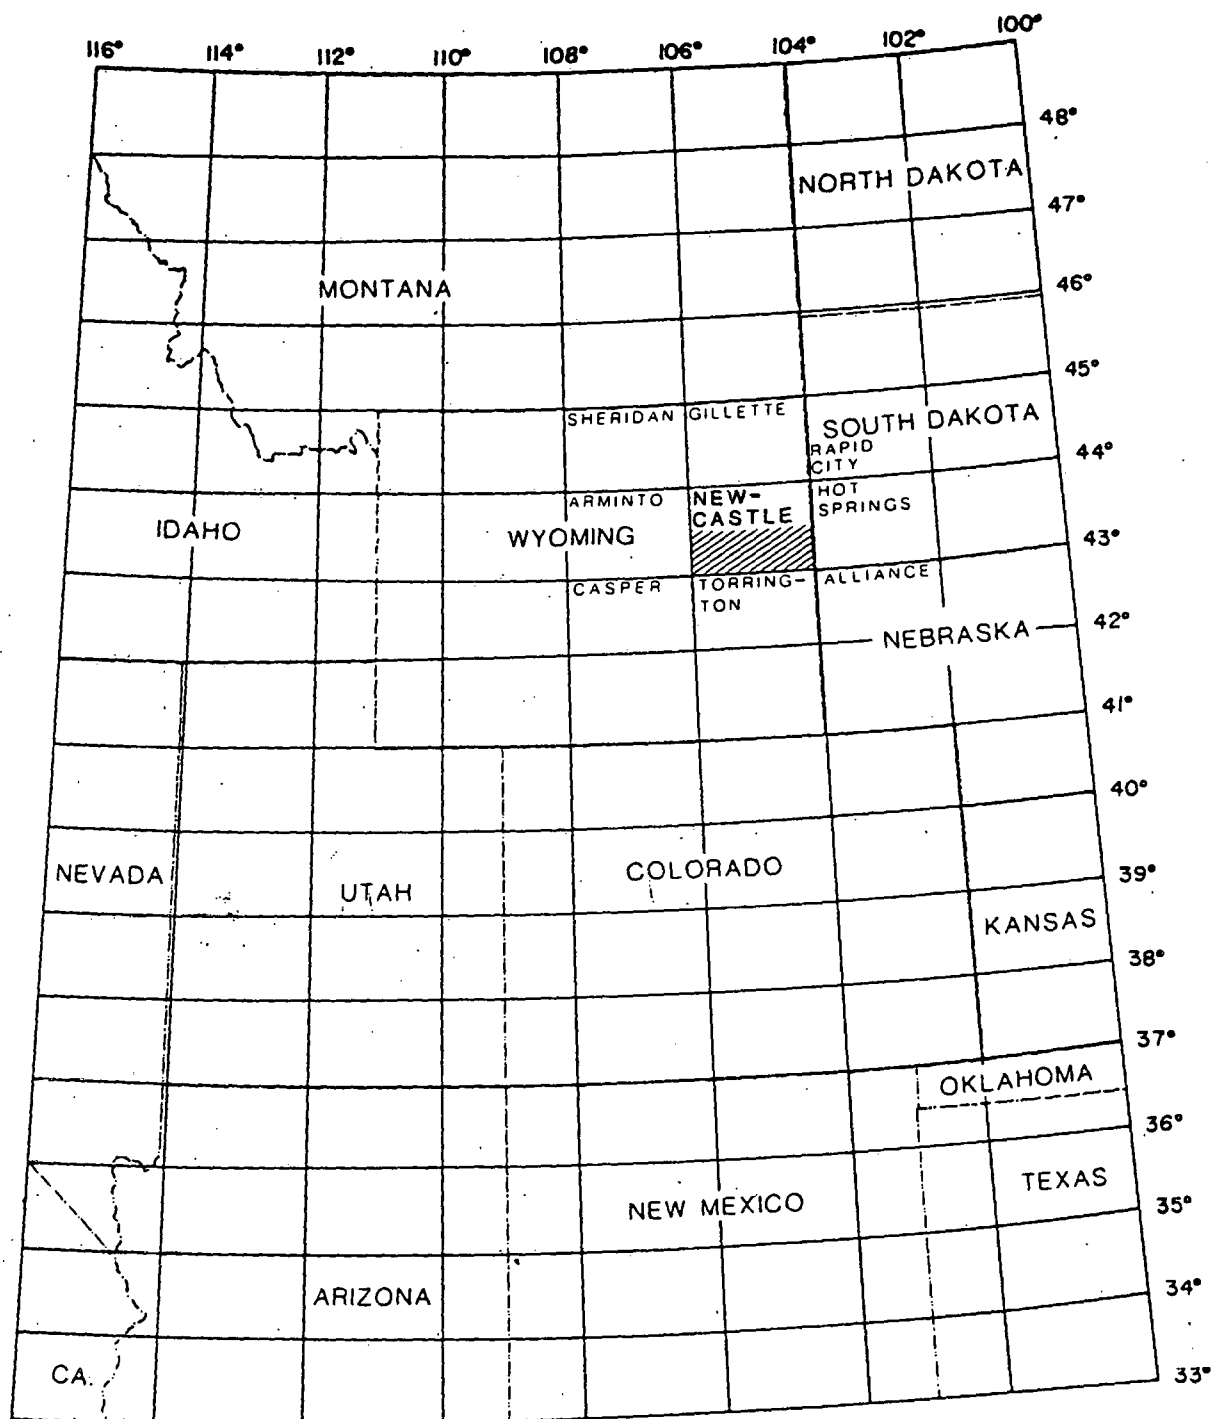 116°
114°
112°
110°
108°
106°
104°
102°
100°
48°
NORTH DAKOTA
47°
46°
MONTANA
45°
SHERIDAN
GILLETTE
SOUTH DAKOTA
RAPID
CITY
44°
ARMINTO
NEW-
CASTLE
HOT
SPRINGS
IDAHO
WYOMING
43°
CASPER
TORRING-
TON
ALLIANCE
42°
NEBRASKA
41°
40°
NEVADA
UTAH
COLORADO
39°
KANSAS
38°
37°
OKLAHOMA
36°
TEXAS
NEW MEXICO
35°
ARIZONA
34°
CA.
33°